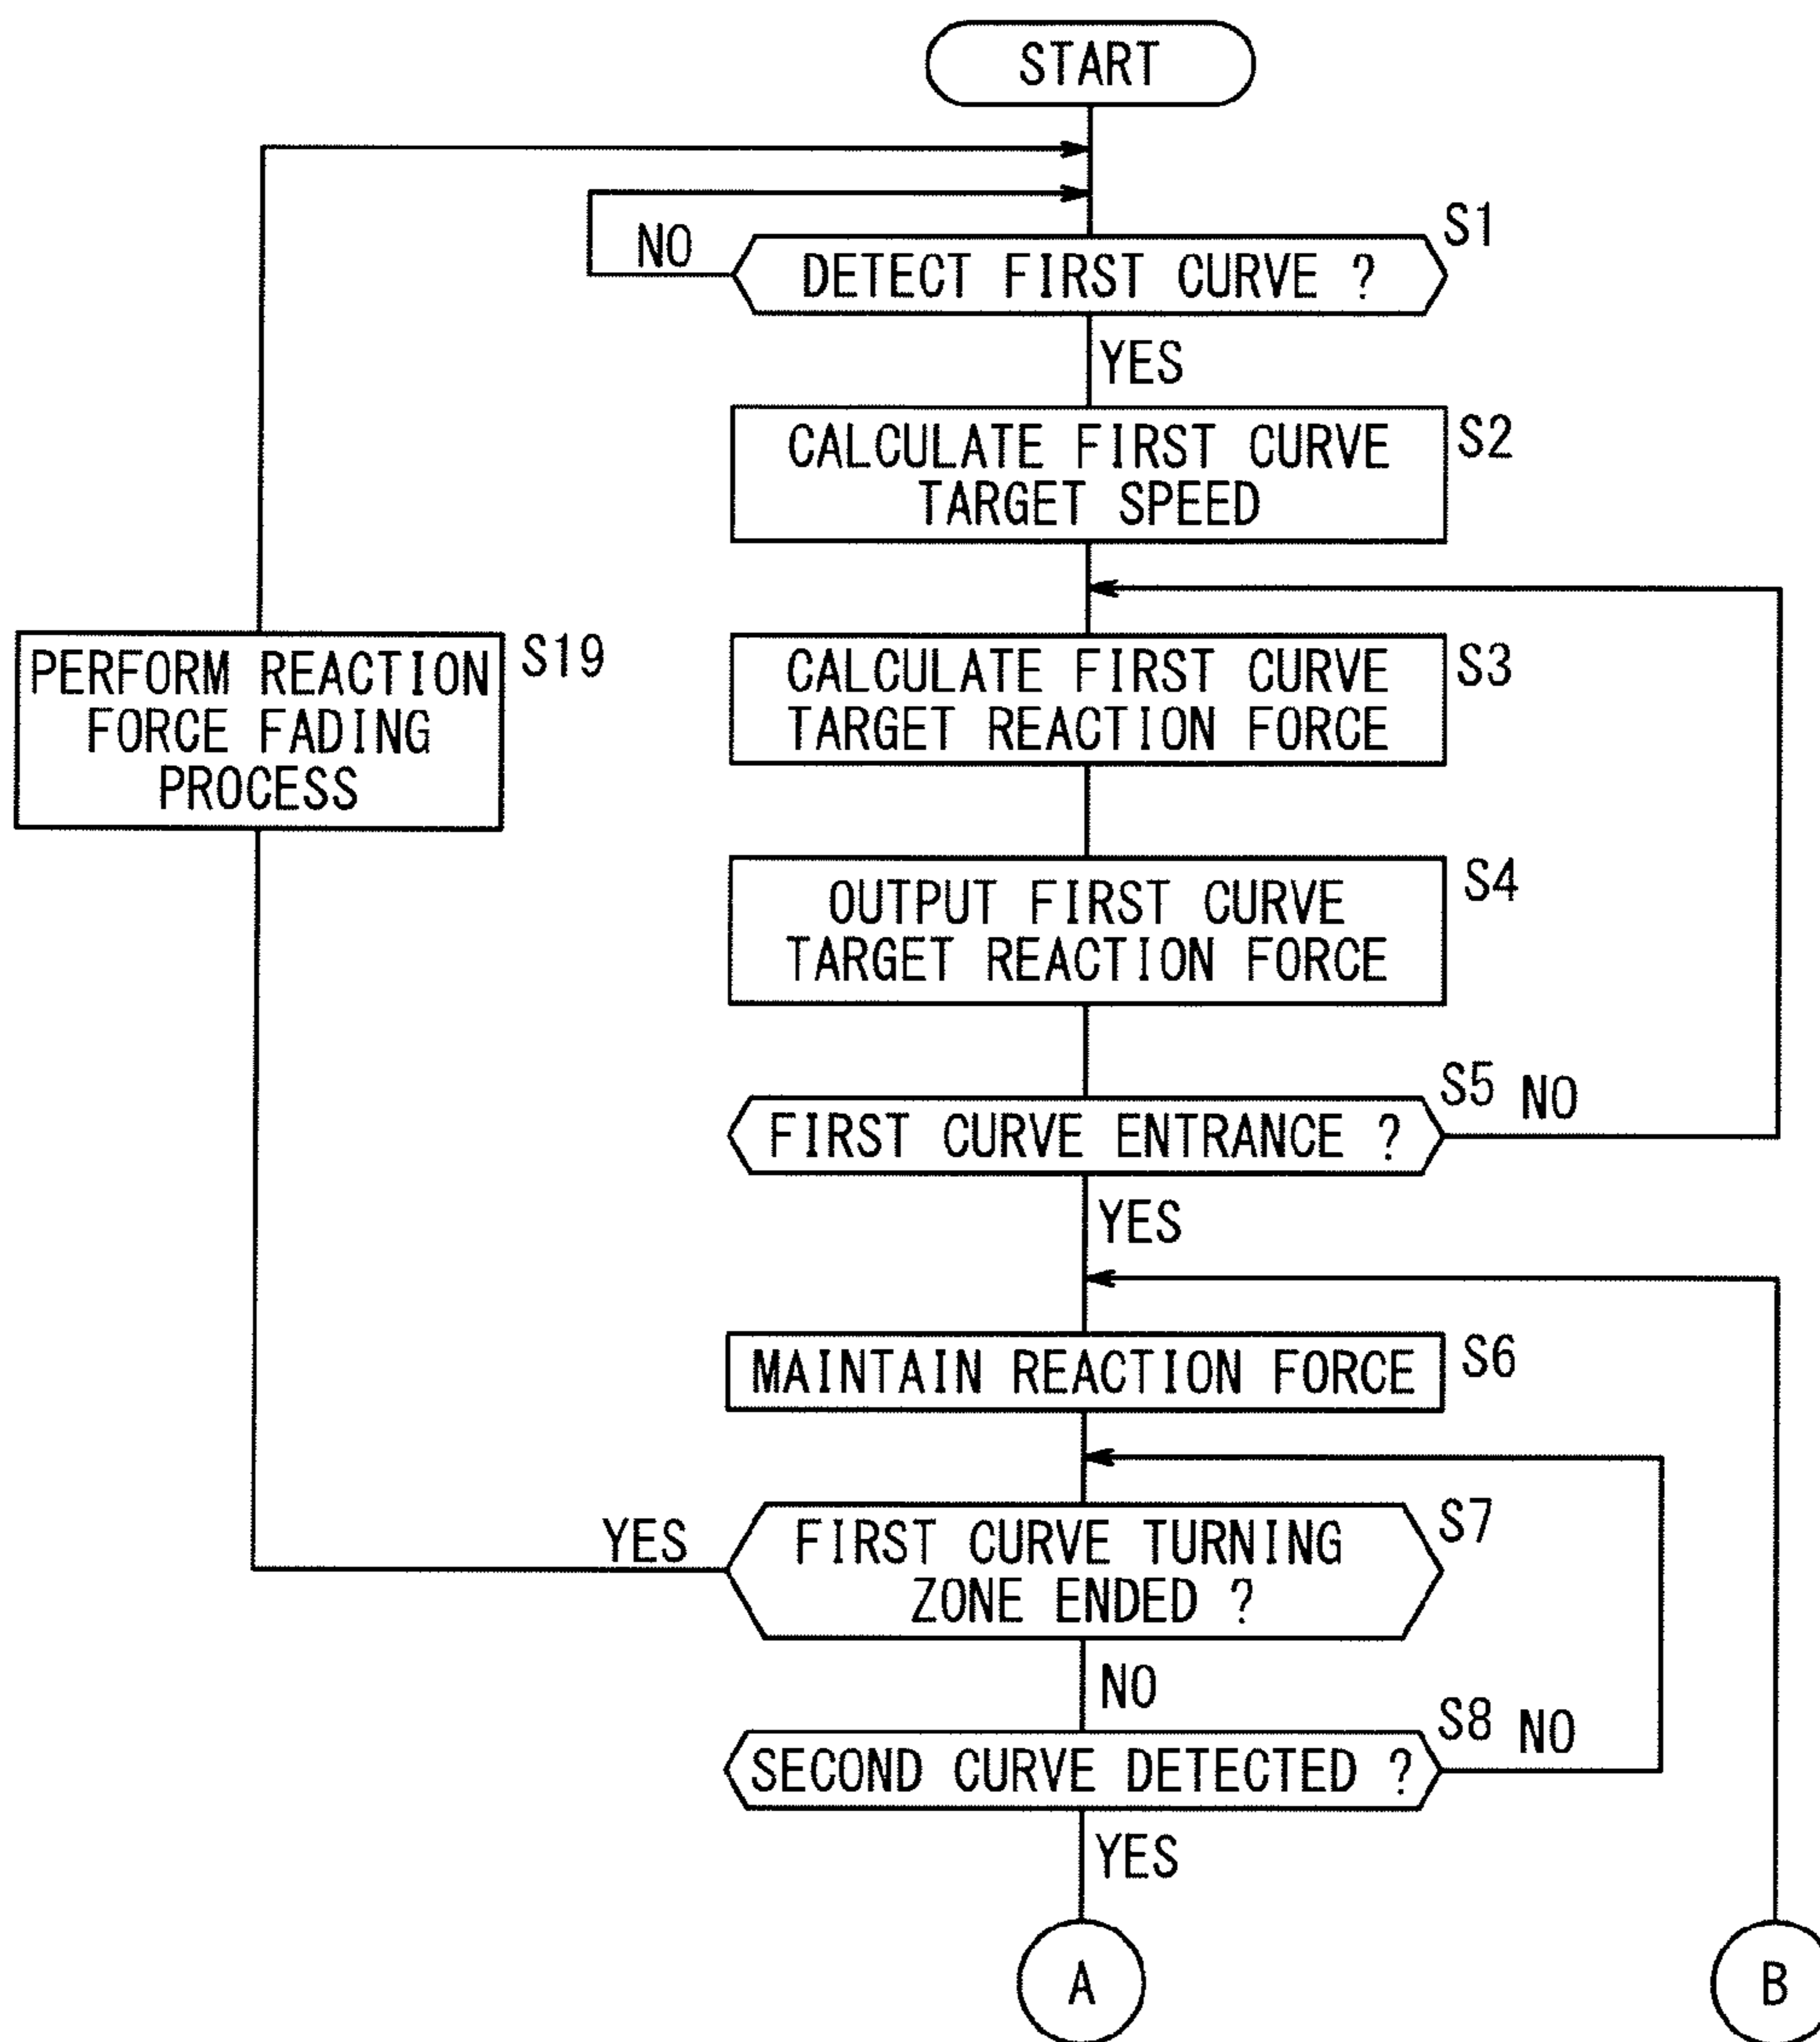 START
NO
DETECT FIRST CURVE ?
S1
YES
CALCULATE FIRST CURVE
TARGET SPEED
S2
PERFORM REACTION
FORCE FADING
PROCESS
S19
CALCULATE FIRST CURVE
TARGET REACTION FORCE
S3
OUTPUT FIRST CURVE
TARGET REACTION FORCE
S4
FIRST CURVE ENTRANCE ?
S5 NO
YES
MAINTAIN REACTION FORCE
S6
YES
FIRST CURVE TURNING
ZONE ENDED ?
S7
NO
SECOND CURVE DETECTED ?
S8 NO
YES
A
B